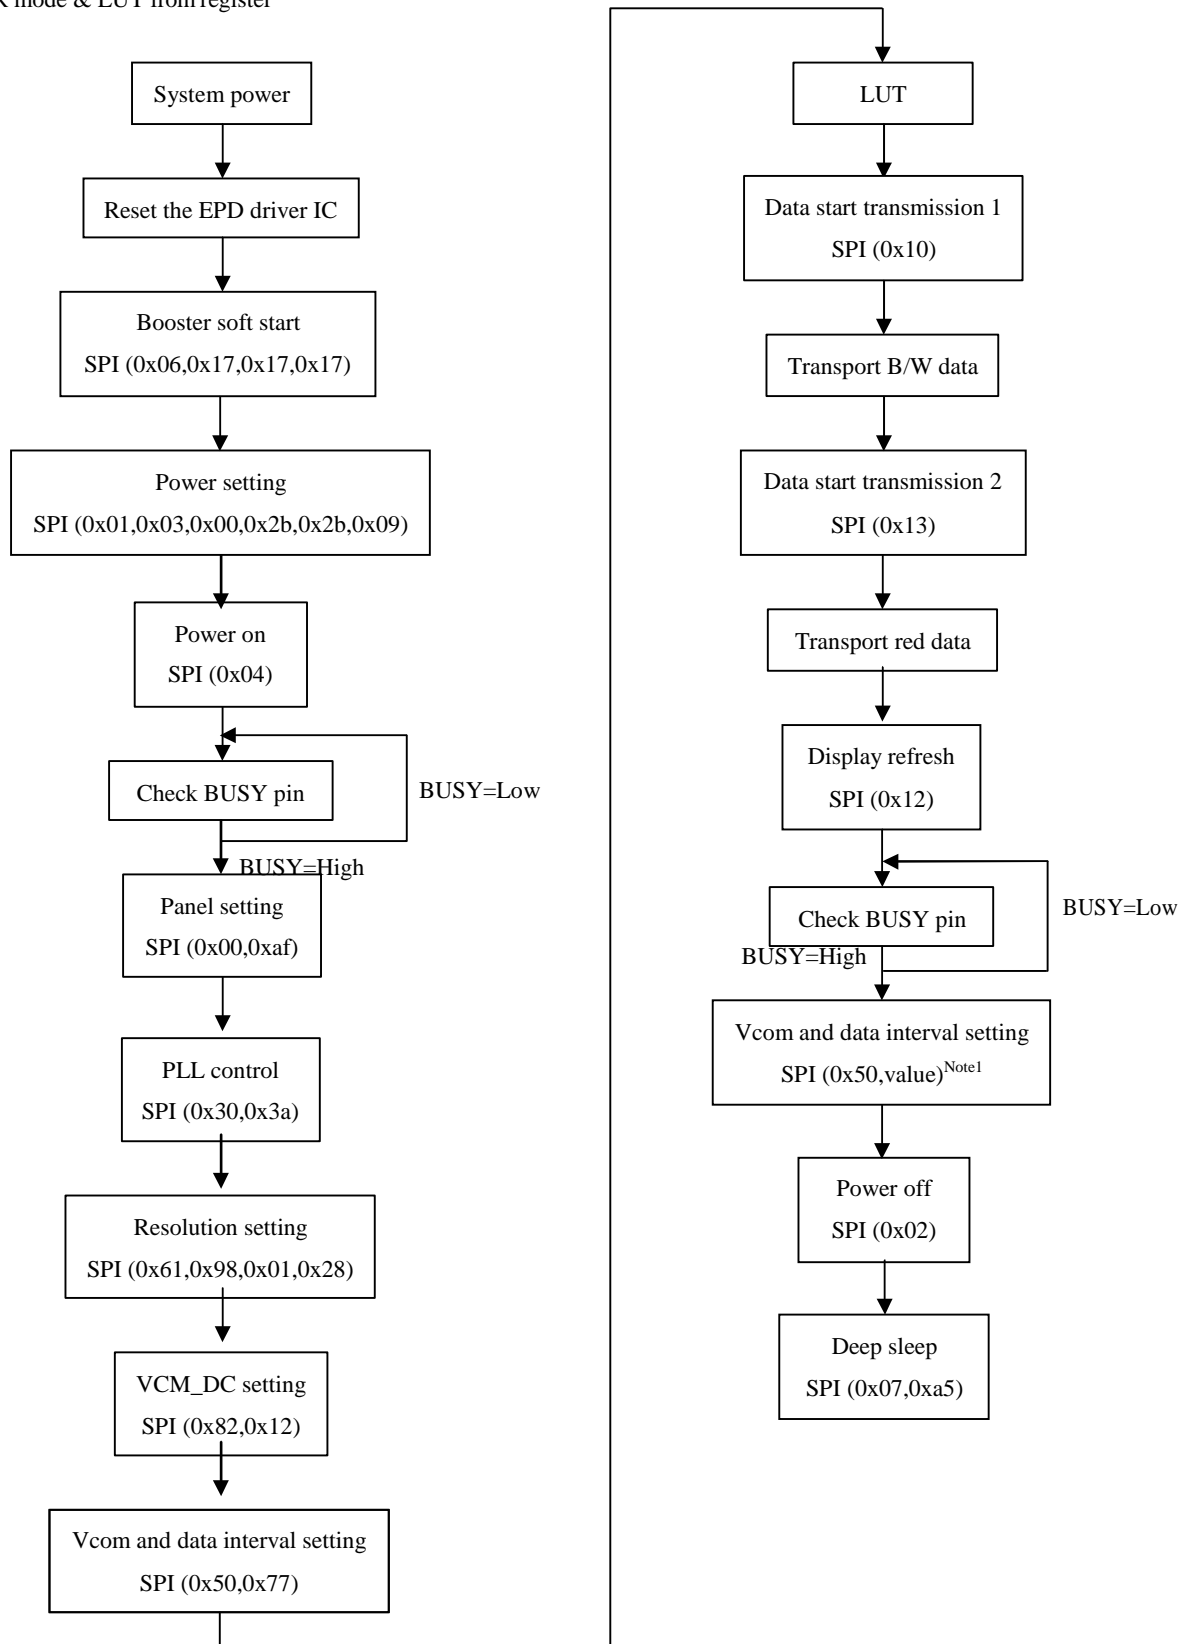 mode & LUT from register
System power
Reset the EPD driver IC
Booster soft start
SPI (0x06,0x17,0x17,0x17)
Power setting
SPI (0x01,0x03,0x00,0x2b,0x2b,0x09)
Power on
SPI (0x04)
Check BUSY pin
BUSY=Low
BUSY=High
Panel setting
SPI (0x00,0xaf)
PLL control
SPI (0x30,0x3a)
Resolution setting
SPI (0x61,0x98,0x01,0x28)
VCM_DC setting
SPI (0x82,0x12)
Vcom and data interval setting
SPI (0x50,0x77)
LUT
Data start transmission 1
SPI (0x10)
Transport B/W data
Data start transmission 2
SPI (0x13)
Transport red data
Display refresh
SPI (0x12)
Check BUSY pin
BUSY=Low
BUSY=High
Vcom and data interval setting
SPI (0x50,value)Note1
Power off
SPI (0x02)
Deep sleep
SPI (0x07,0xa5)